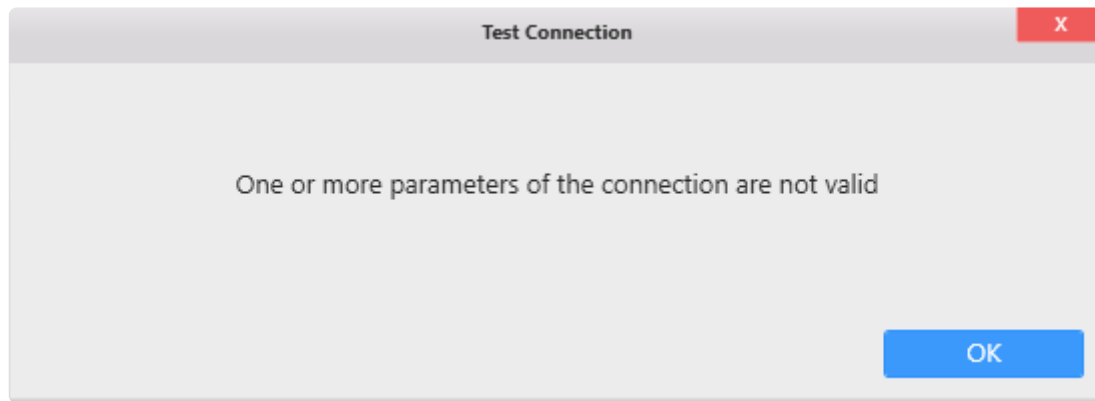 Test Connection
X
One or more parameters of the connection are not valid
OK